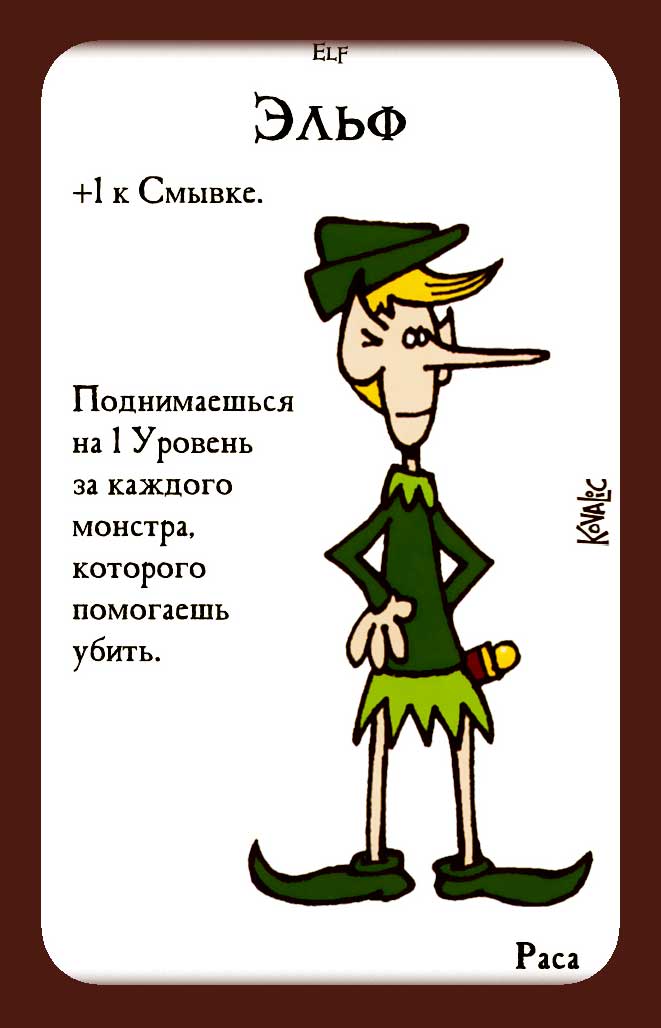 Elf
Эльф
+1 к Смывке.
Поднимаешься
на 1 Уровень
за каждого
монстра,
которого
помогаешь
убить.
Kovalic
Раса